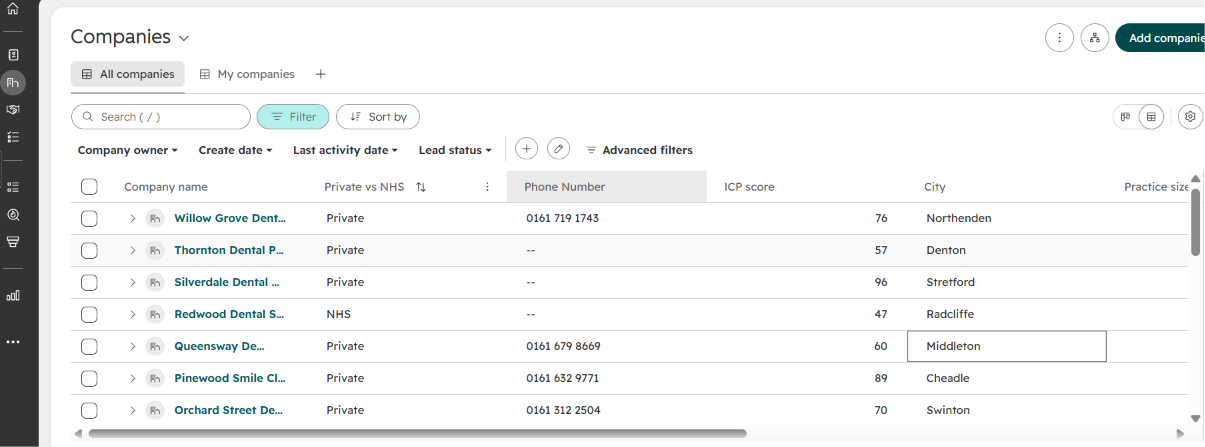 Companies
Add companie
All companies My companies +
Search ( / ) Filter Sort by
Company owner Create date Last activity date Lead status + Advanced filters
Company name Private vs NHS Phone Number ICP score City Practice size
Willow Grove Dent... Private 0161 719 1743 76 Northenden
Thornton Dental P... Private -- 57 Denton
Silverdale Dental ... Private -- 96 Stretford
Redwood Dental S... NHS -- 47 Radcliffe
Queensway De... Private 0161 679 8669 60 Middleton
Pinewood Smile Cl... Private 0161 632 9771 89 Cheadle
Orchard Street De... Private 0161 312 2504 70 Swinton